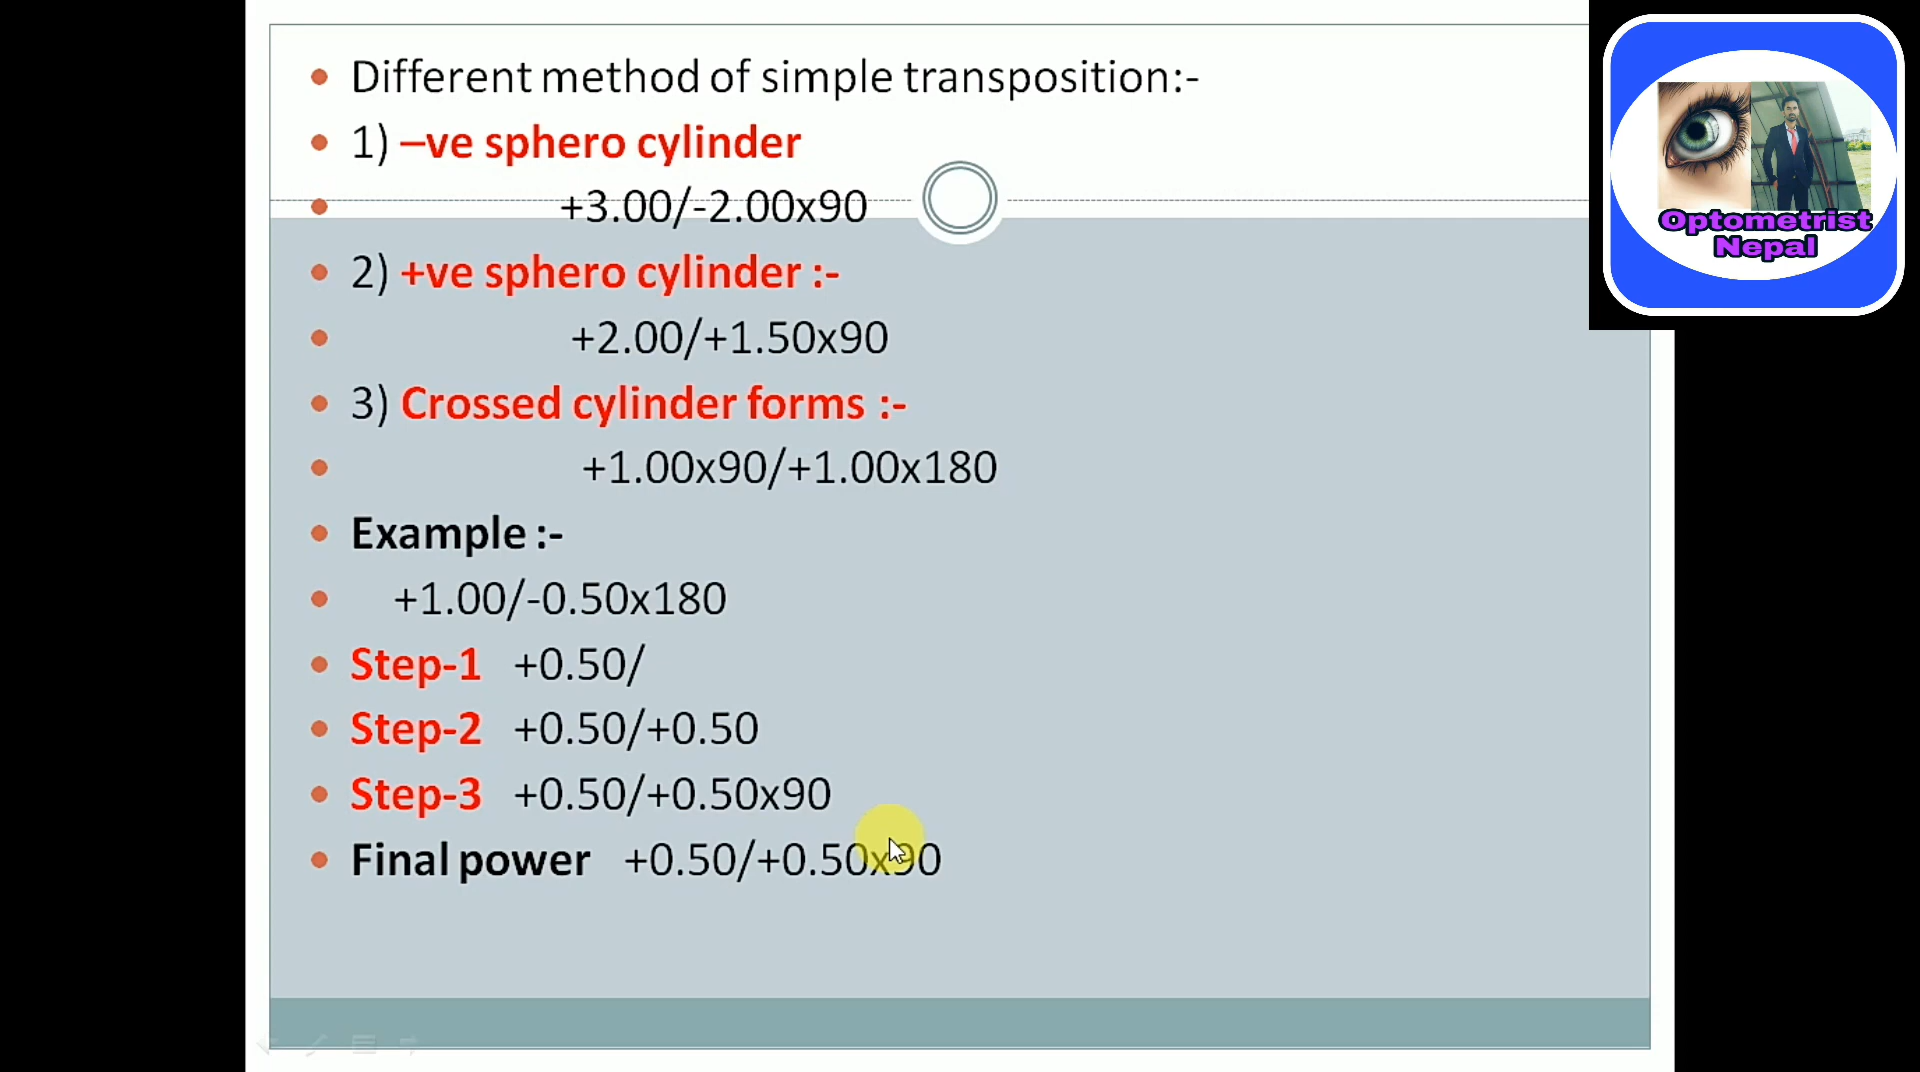 Different method of simple transposition:-
1) –ve sphero cylinder
+3.00/-2.00x90
2) +ve sphero cylinder :-
+2.00/+1.50x90
3) Crossed cylinder forms :-
+1.00x90/+1.00x180
Example :-
+1.00/-0.50x180
Step-1 +0.50/
Step-2 +0.50/+0.50
Step-3 +0.50/+0.50x90
Final power +0.50/+0.50x90
Optometrist
Nepal